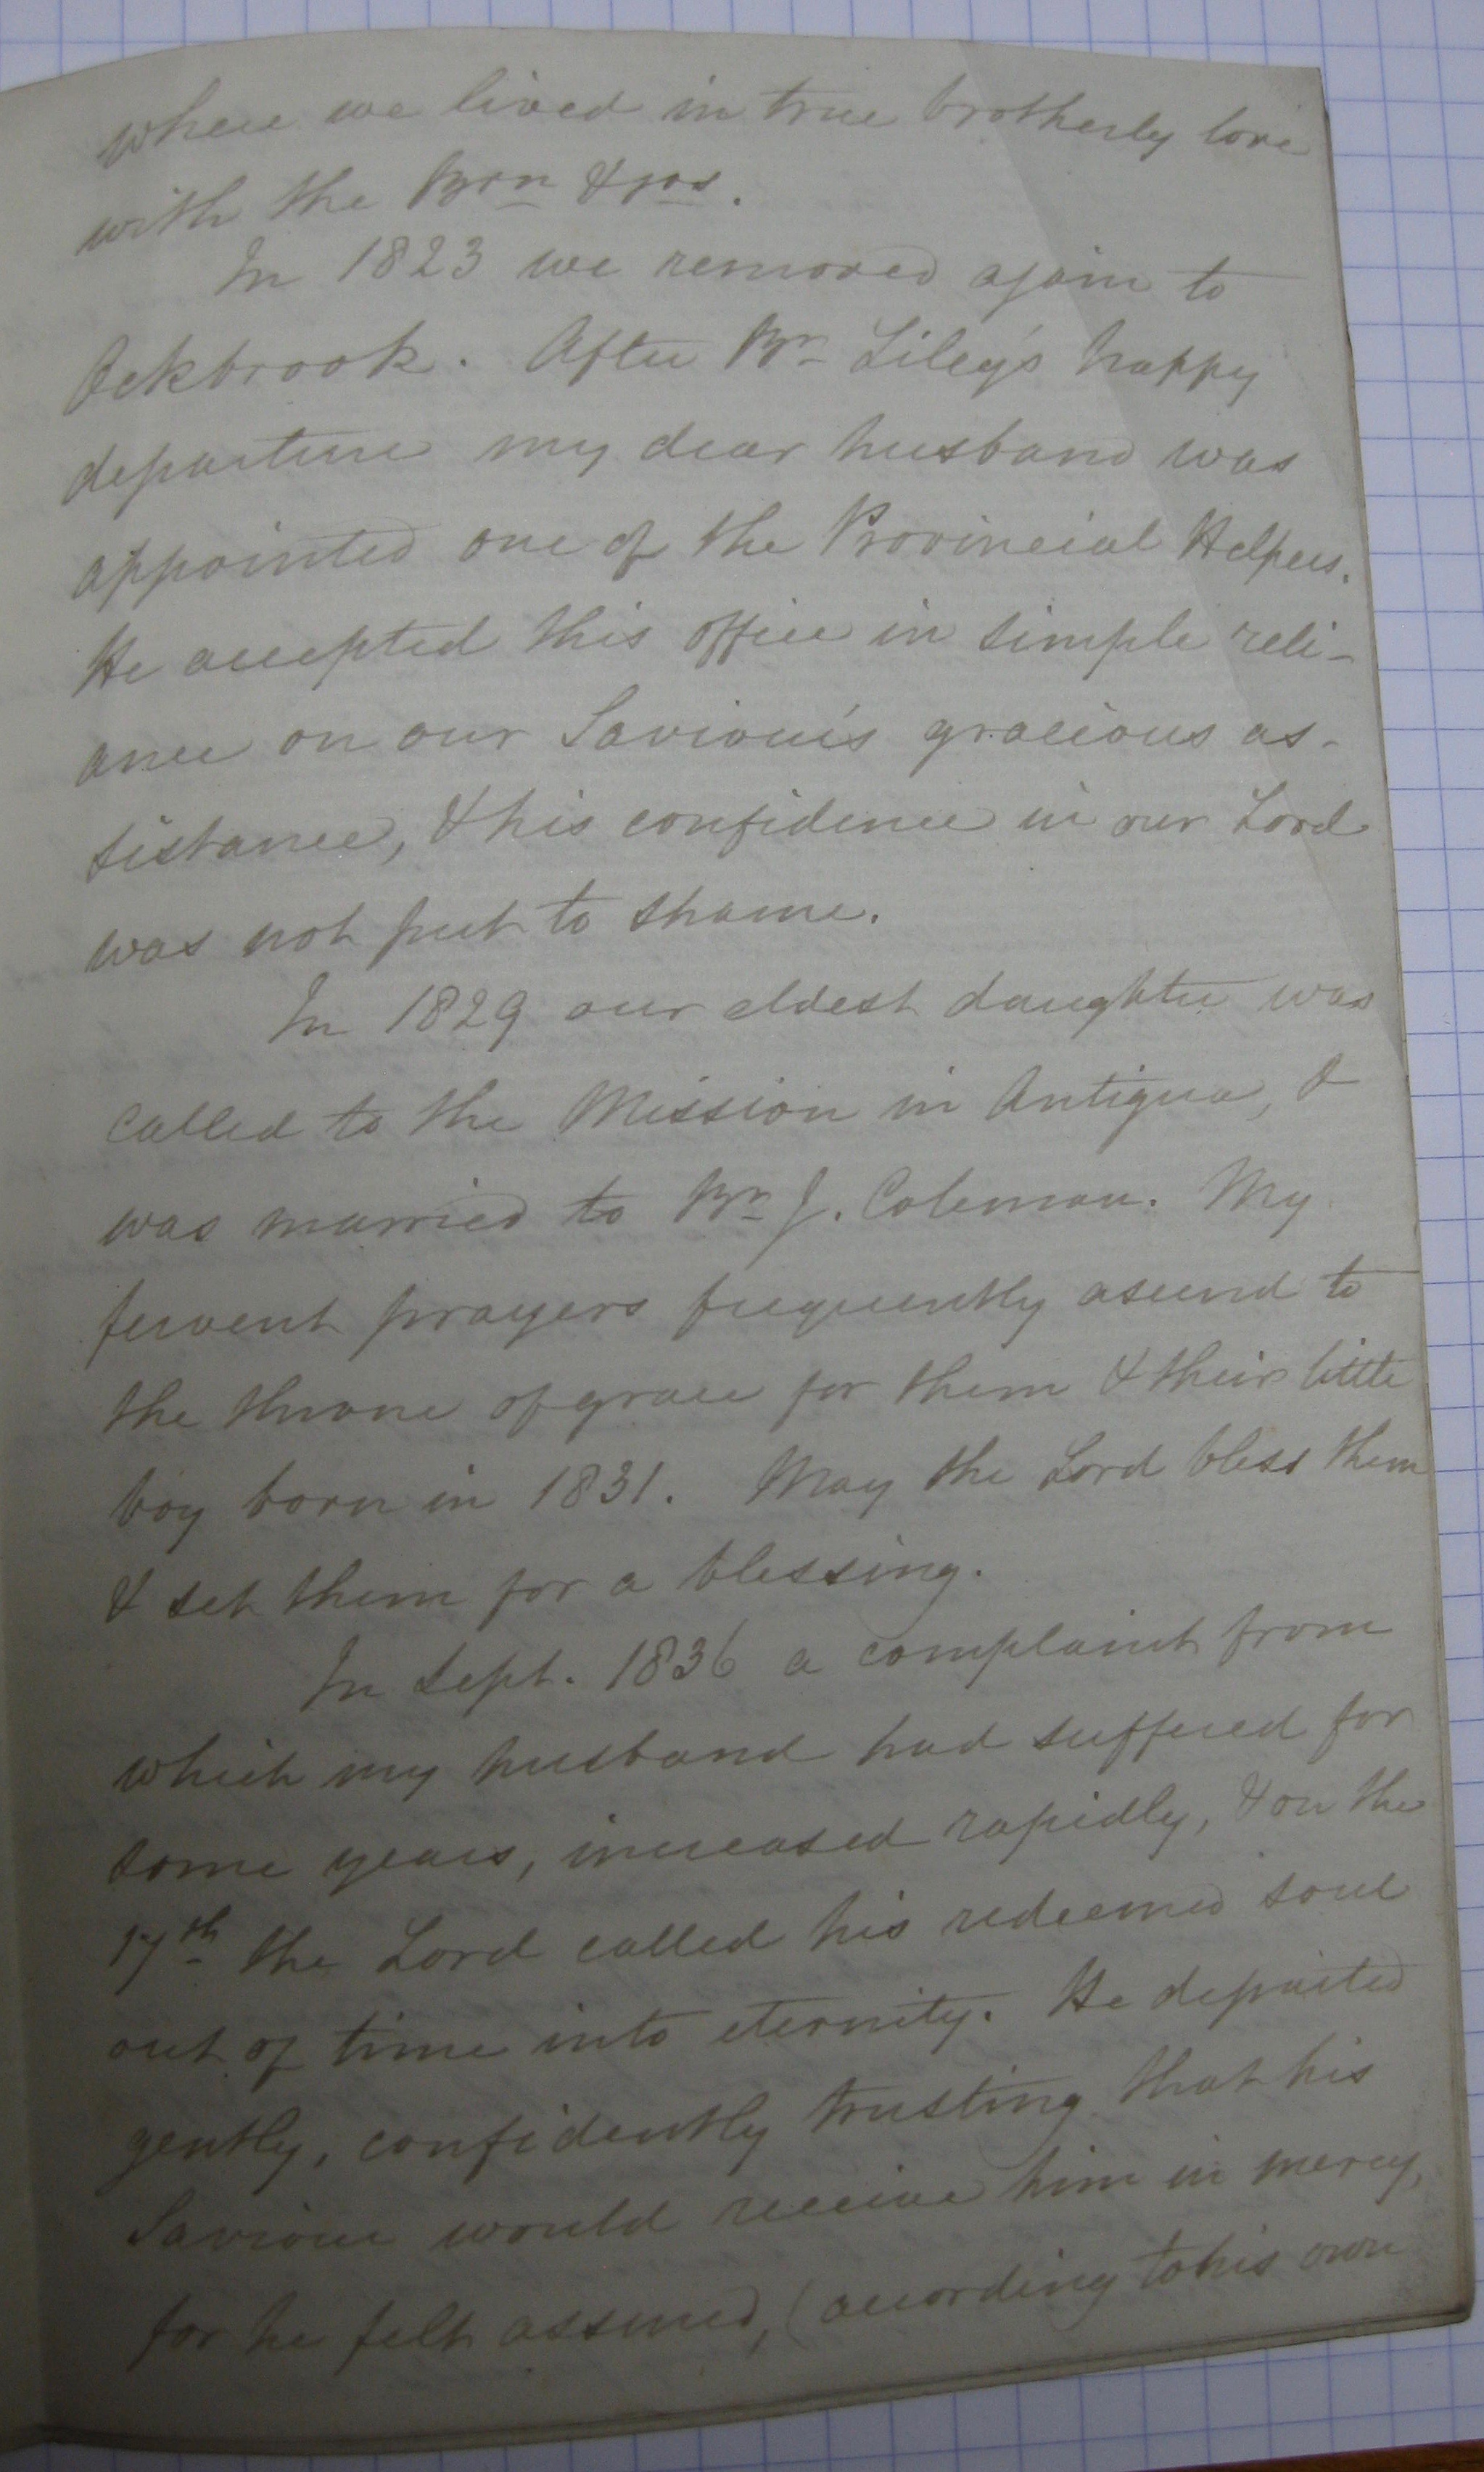 where we lived in true brotherly love
with the Brn & srs.
In 1823 we removed again to
Ockbrook. After Br Liley's happy
departure my dear husband was
appointed one of the Provincial Helpers.
He accepted this office in simple reli-
ance on our Saviour's gracious as-
sistance, & his confidence in our Lord
was not put to shame.
In 1829 our eldest daughter was
called to the Mission in Antigua, &
was married to Br J. Coleman. My
fervent prayers frequently ascend to
the throne of grace for them & their little
boy born in 1831. May the Lord bless them
& set them for a blessing.
In Sept. 1836 a complaint from
which my husband had suffered for
some years, increased rapidly, & on the
17th the Lord called his redeemed soul
out of time into eternity. He departed
gently, confidently trusting that his
Saviour would receive him in mercy,
for he felt assured, (according to his own